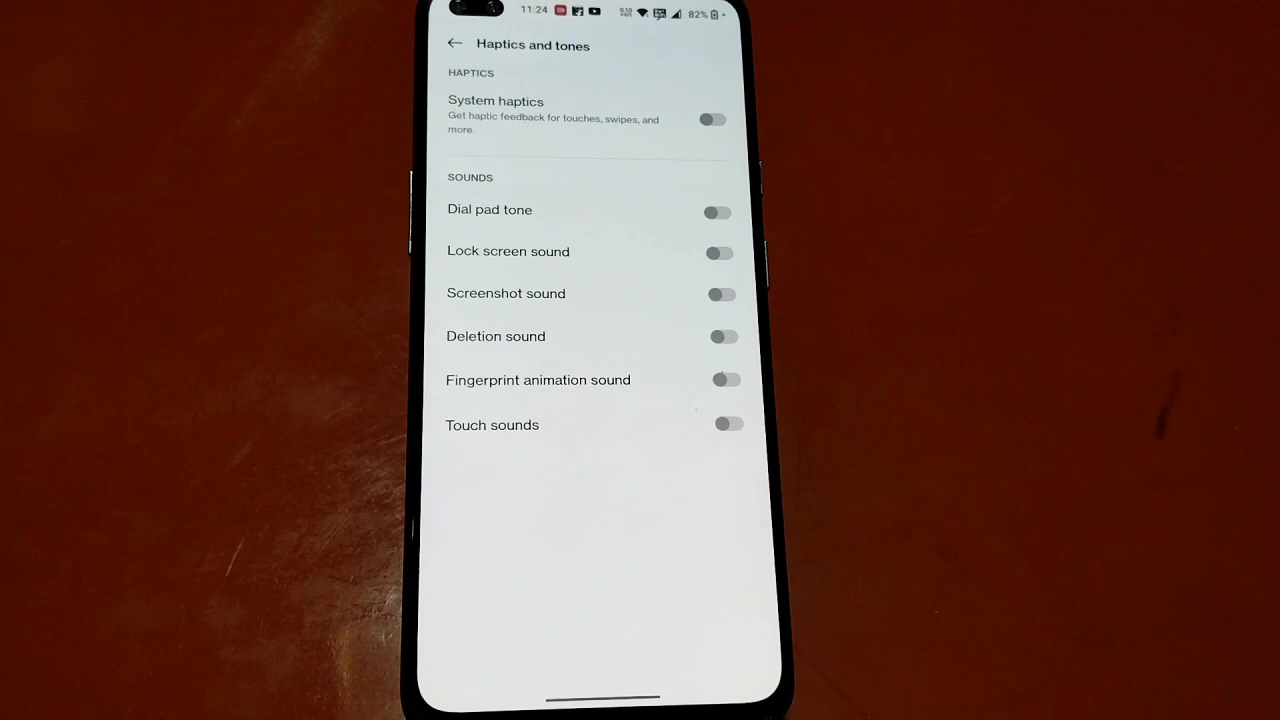 11:24
82%
Haptics and tones
HAPTICS
System haptics
Get haptic feedback for touches, swipes, and
more.
SOUNDS
Dial pad tone
Lock screen sound
Screenshot sound
Deletion sound
Fingerprint animation sound
Touch sounds